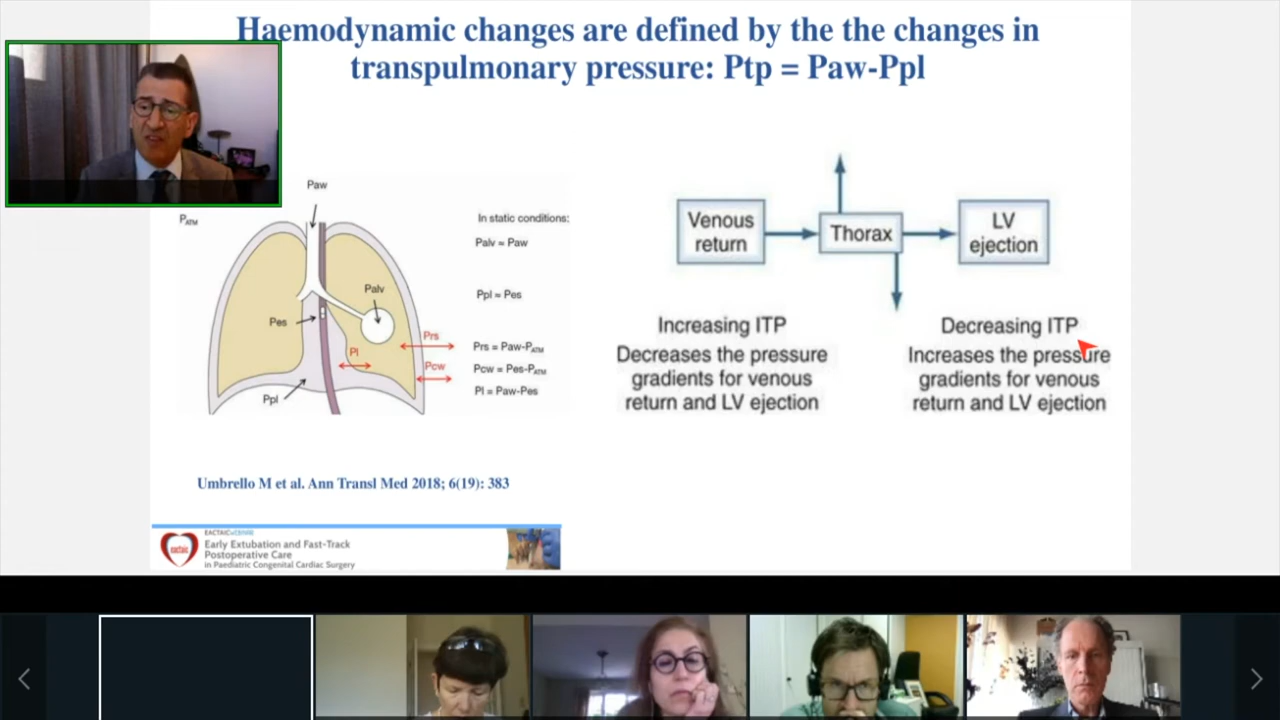 Haemodynamic changes are defined by the the changes in
transpulmonary pressure: Ptp = Paw-Ppl
Paw
PATM
Palv
Pes
Prs
Pl
Pcw
Ppl
In static conditions:
Palv = Paw
Ppl = Pes
Prs = Paw-PATM
Pcw = Pes-PATM
Pl = Paw-Pes
Venous
return
Thorax
LV
ejection
Increasing ITP
Decreases the pressure
gradients for venous
return and LV ejection
Decreasing ITP
Increases the pressure
gradients for venous
return and LV ejection
Umbrello M et al. Ann Transl Med 2018; 6(19): 383
eactaic
Early Extubation and Fast-Track
Postoperative Care
in Paediatric Congenital Cardiac Surgery